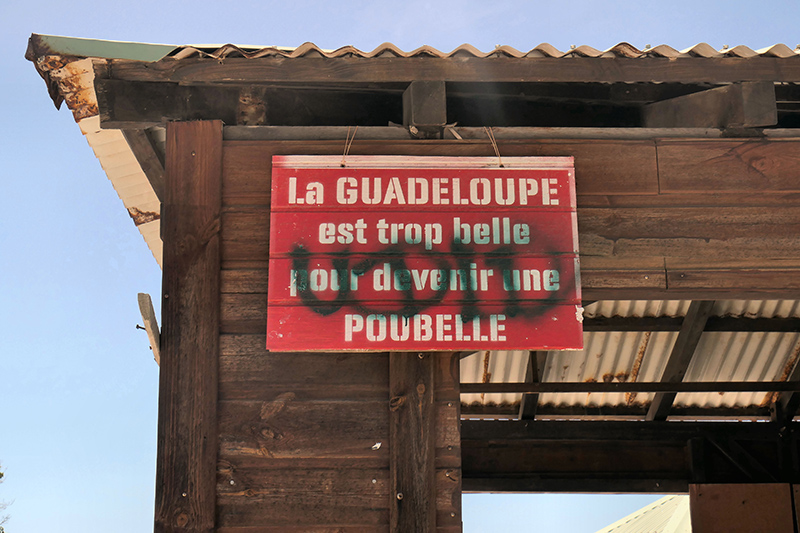 La GUADELOUPE
est trop belle
pour devenir une
POUBELLE